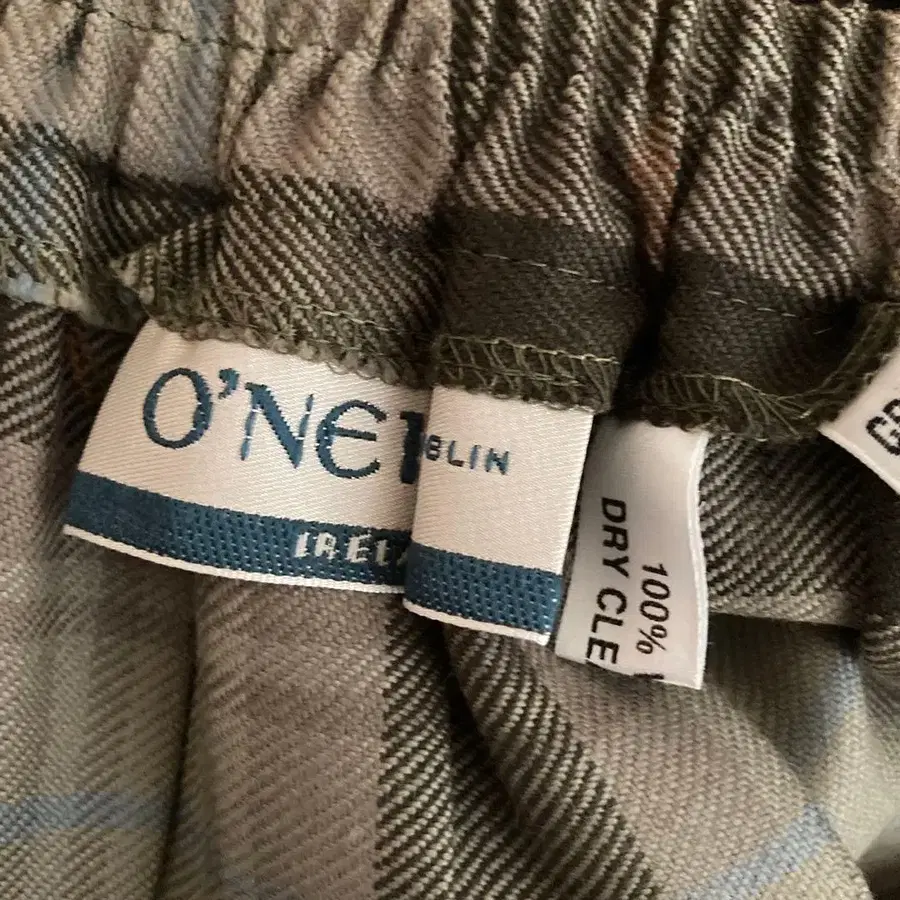 O'NE
BLIN
IREL
100%
DRY CLE